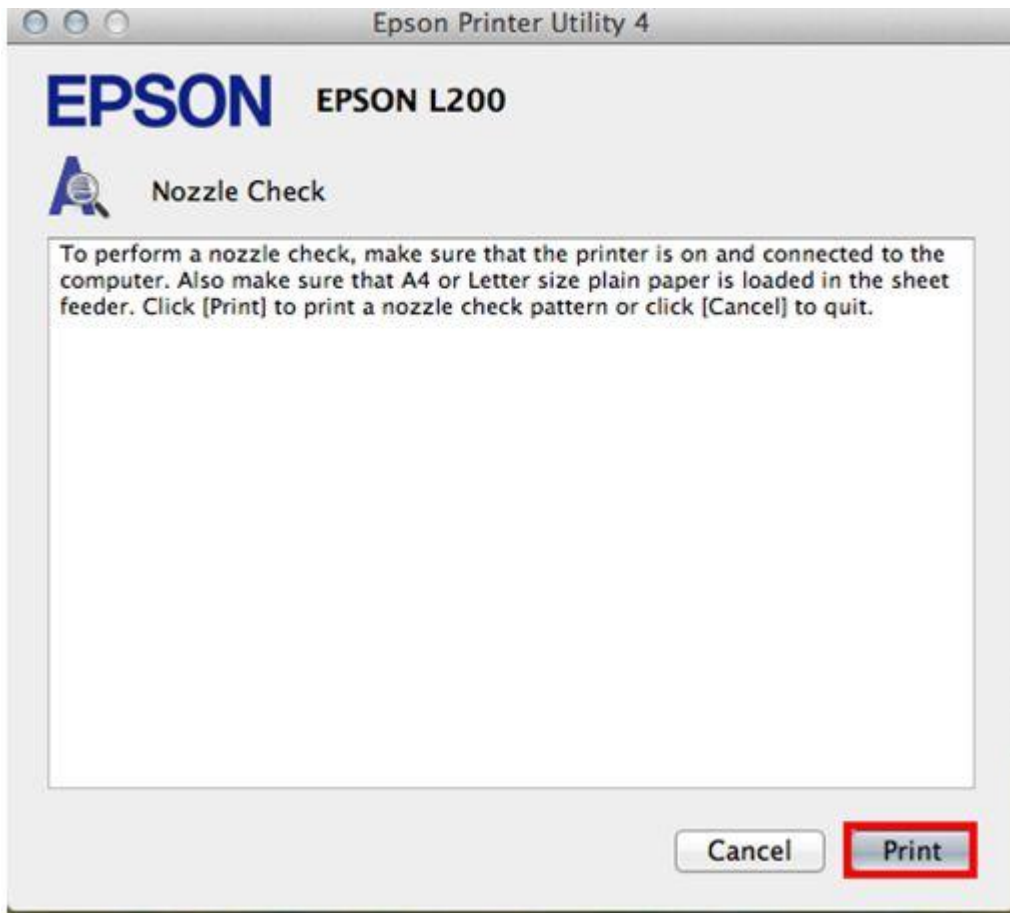 Epson Printer Utility 4
EPSON EPSON L200
Nozzle Check
To perform a nozzle check, make sure that the printer is on and connected to the
computer. Also make sure that A4 or Letter size plain paper is loaded in the sheet
feeder. Click [Print] to print a nozzle check pattern or click [Cancel] to quit.
Cancel Print